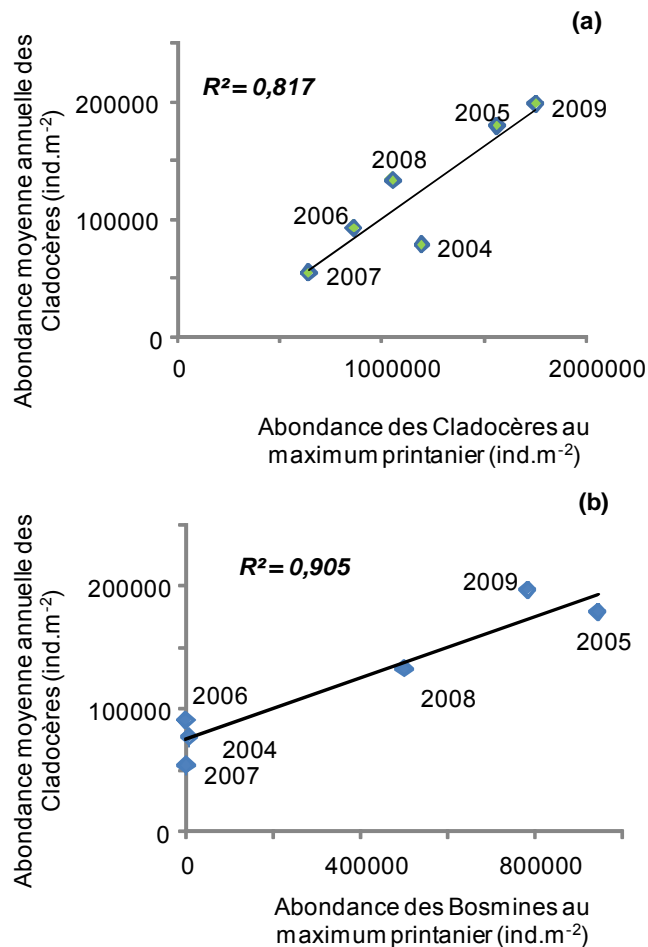 (a)
Abondance moyenne annuelle des
Cladocères (ind.m-2)
R² = 0,817
200000
100000
0
2005
2009
2008
2006
2004
2007
0
1000000
2000000
Abondance des Cladocères au
maximum printanier (ind.m-2)
(b)
Abondance moyenne annuelle des
Cladocères (ind.m-2)
R² = 0,905
200000
100000
0
2009
2005
2008
2006
2004
2007
0
400000
800000
Abondance des Bosmines au
maximum printanier (ind.m-2)